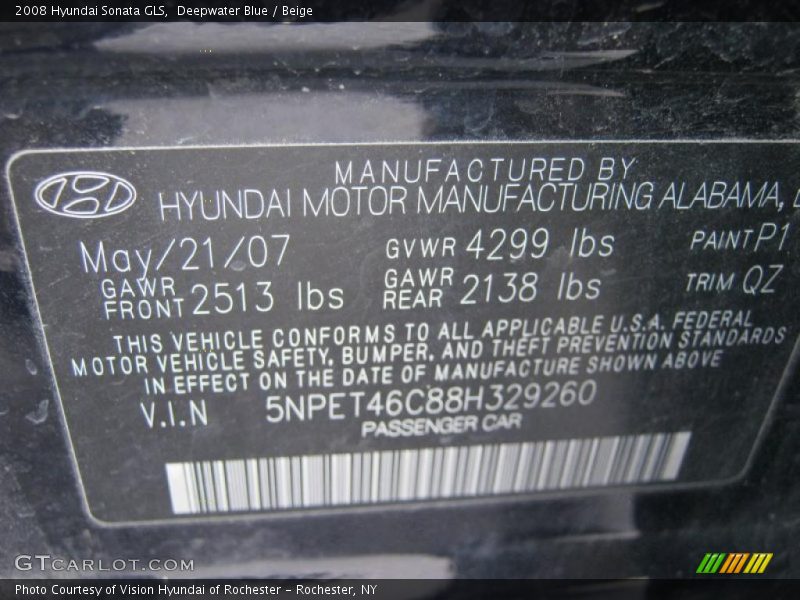 2008 Hyundai Sonata GLS, Deepwater Blue / Beige
MANUFACTURED BY
HYUNDAI MOTOR MANUFACTURING ALABAMA,
May/21/07 GVWR 4299 lbs PAINT P1
GAWR FRONT 2513 lbs GAWR REAR 2138 lbs TRIM QZ
THIS VEHICLE CONFORMS TO ALL APPLICABLE U.S.A. FEDERAL
MOTOR VEHICLE SAFETY, BUMPER, AND THEFT PREVENTION STANDARDS
IN EFFECT ON THE DATE OF MANUFACTURE SHOWN ABOVE
V.I.N 5NPET46C88H329260
PASSENGER CAR
GTCARLOT.COM
Photo Courtesy of Vision Hyundai of Rochester – Rochester, NY